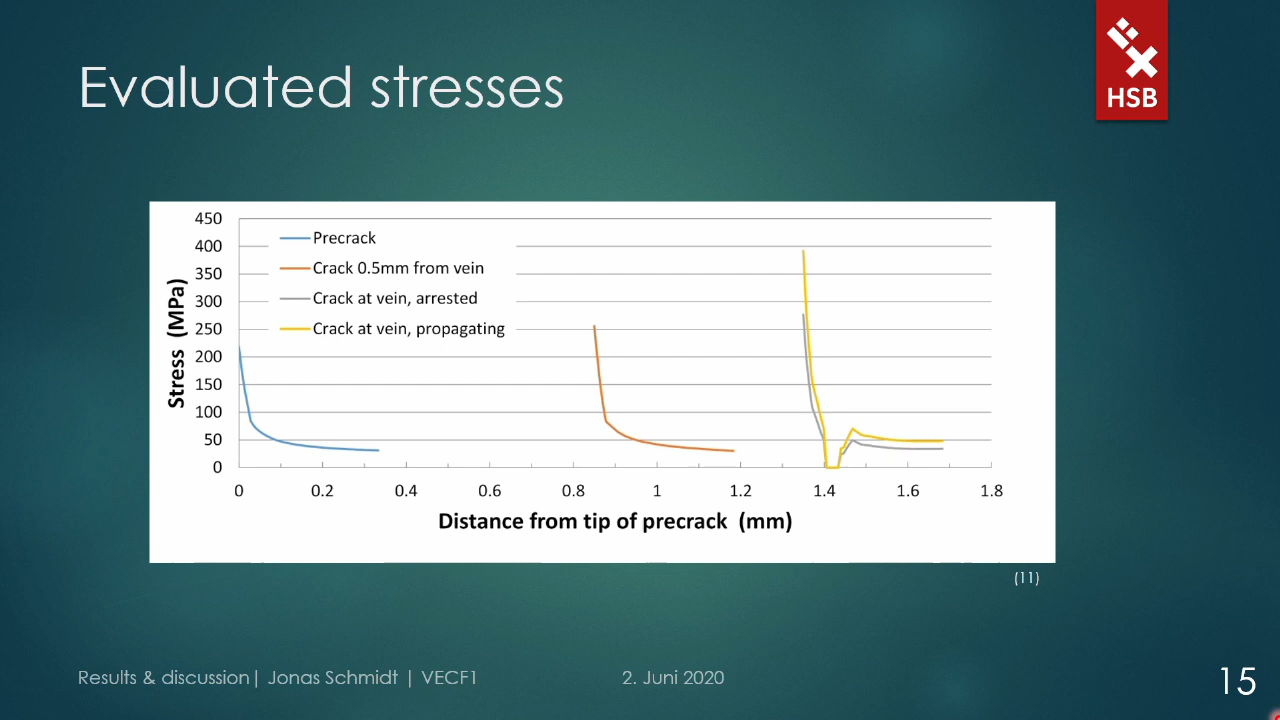 Evaluated stresses
HSB
450
400
350
300
250
200
150
100
50
0
Stress (MPa)
Precrack
Crack 0.5mm from vein
Crack at vein, arrested
Crack at vein, propagating
0 0.2 0.4 0.6 0.8 1 1.2 1.4 1.6 1.8
Distance from tip of precrack (mm)
(11)
Results & discussion| Jonas Schmidt | VECF1 2. Juni 2020 15